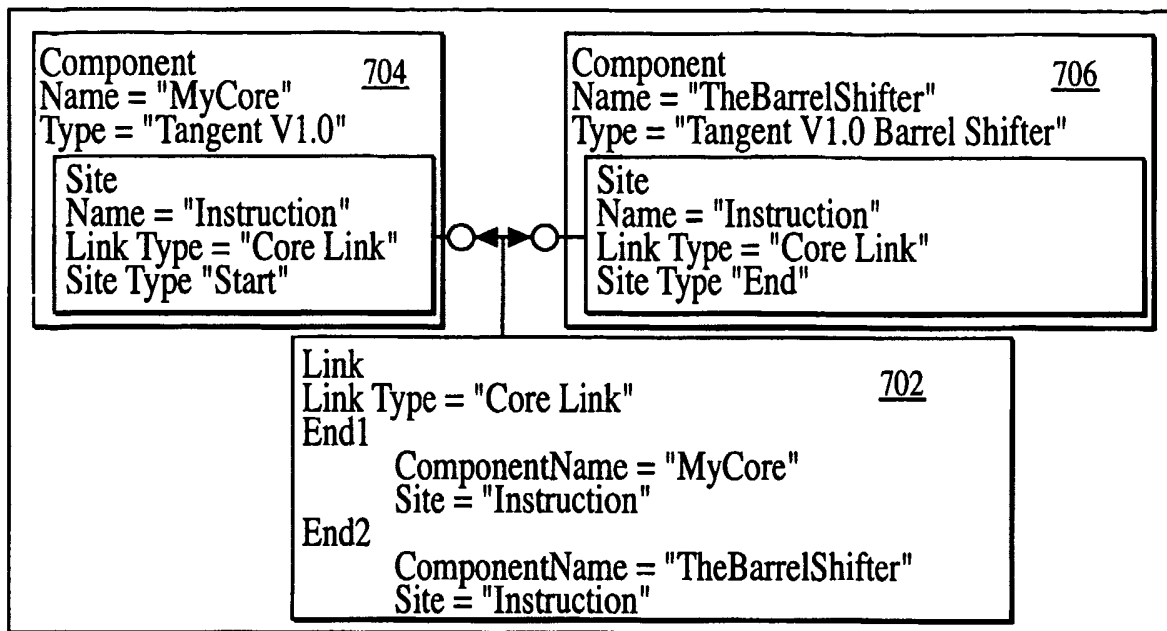 Component
704
Name = "MyCore"
Type = "Tangent V1.0"
Site
Name = "Instruction"
Link Type = "Core Link"
Site Type "Start"
Component
706
Name = "TheBarrelShifter"
Type = "Tangent V1.0 Barrel Shifter"
Site
Name = "Instruction"
Link Type = "Core Link"
Site Type "End"
Link
702
Link Type = "Core Link"
End1
ComponentName = "MyCore"
Site = "Instruction"
End2
ComponentName = "TheBarrelShifter"
Site = "Instruction"